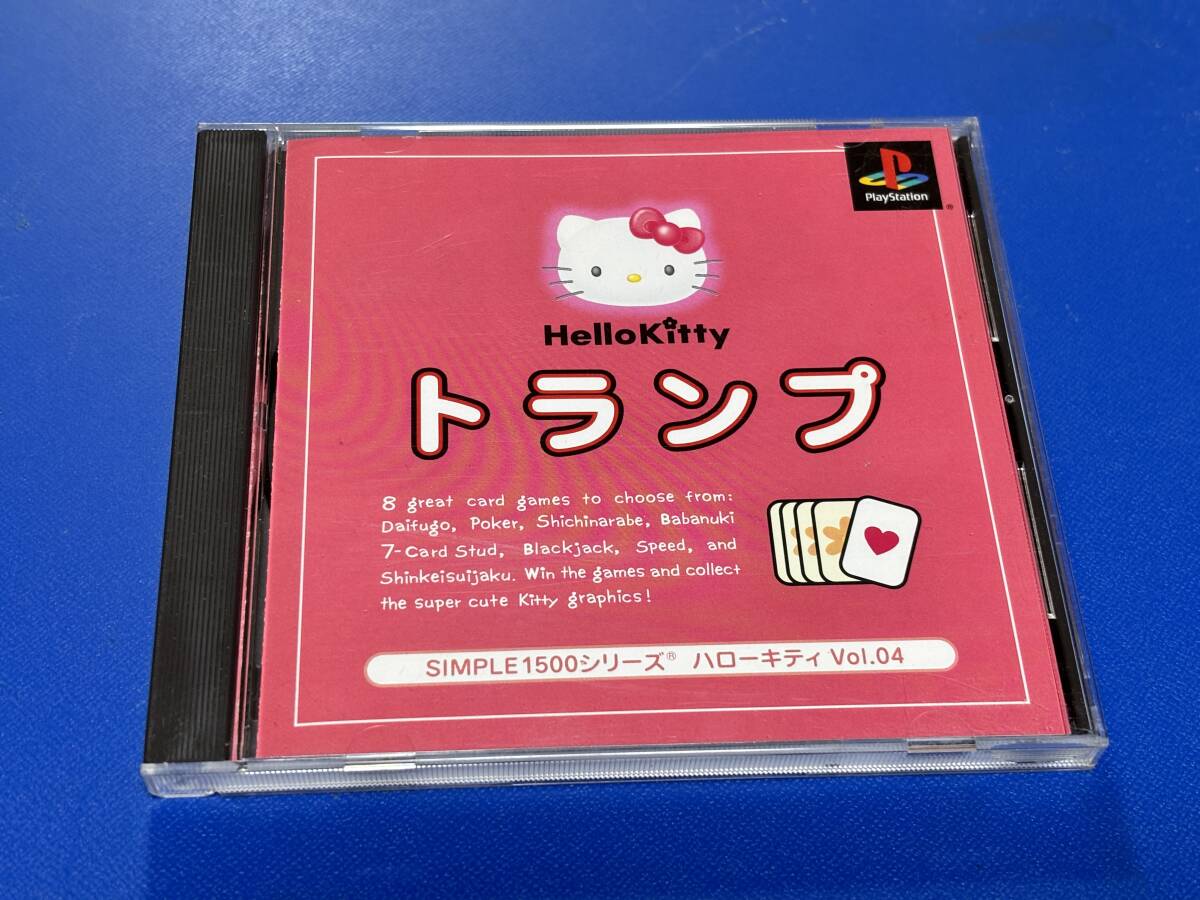 PlayStation
®
HelloKitty
トランプ
8 great card games to choose from:
Daifugo, Poker, Shichinarabe, Babanuki
7-Card Stud, Blackjack, Speed, and
Shinkeisuijaku. Win the games and collect
the super cute Kitty graphics!
SIMPLE1500シリーズ® ハローキティ Vol.04